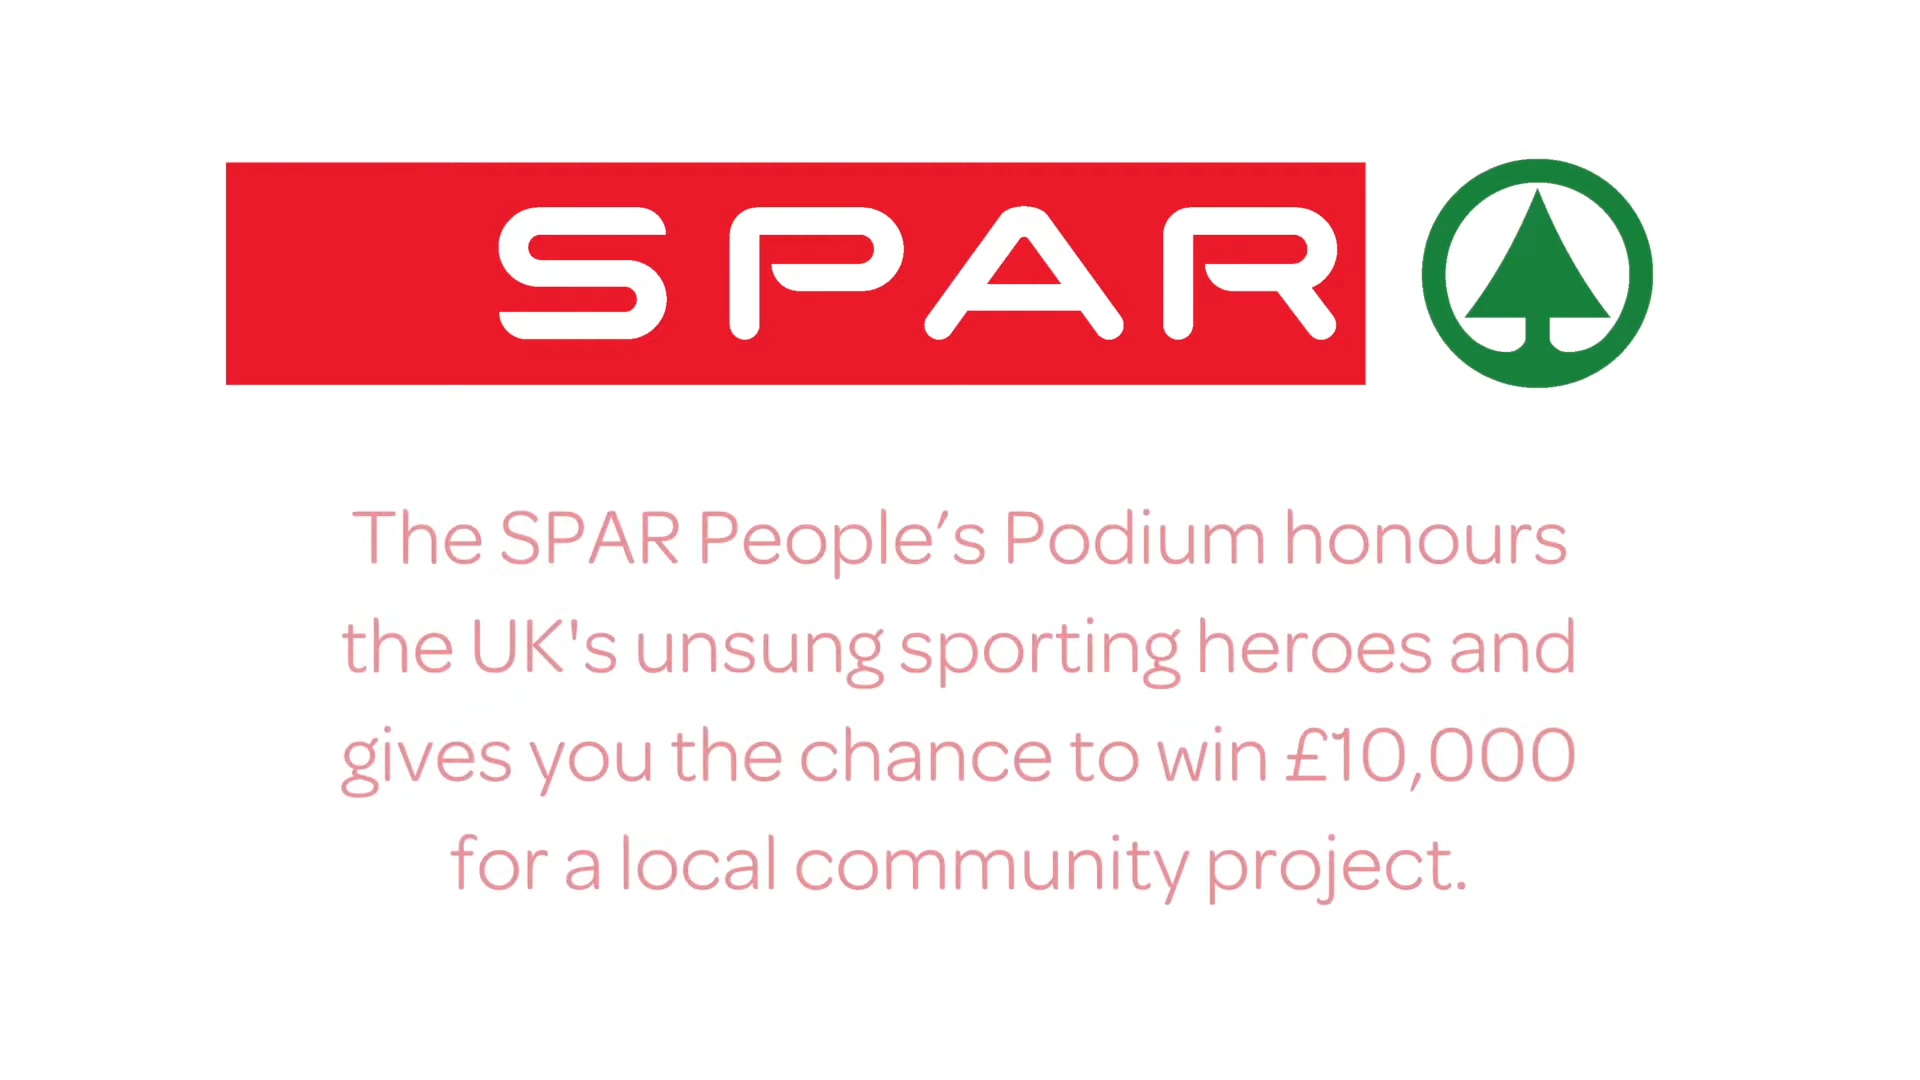 SPAR
The SPAR People’s Podium honours
the UK's unsung sporting heroes and
gives you the chance to win £10,000
for a local community project.